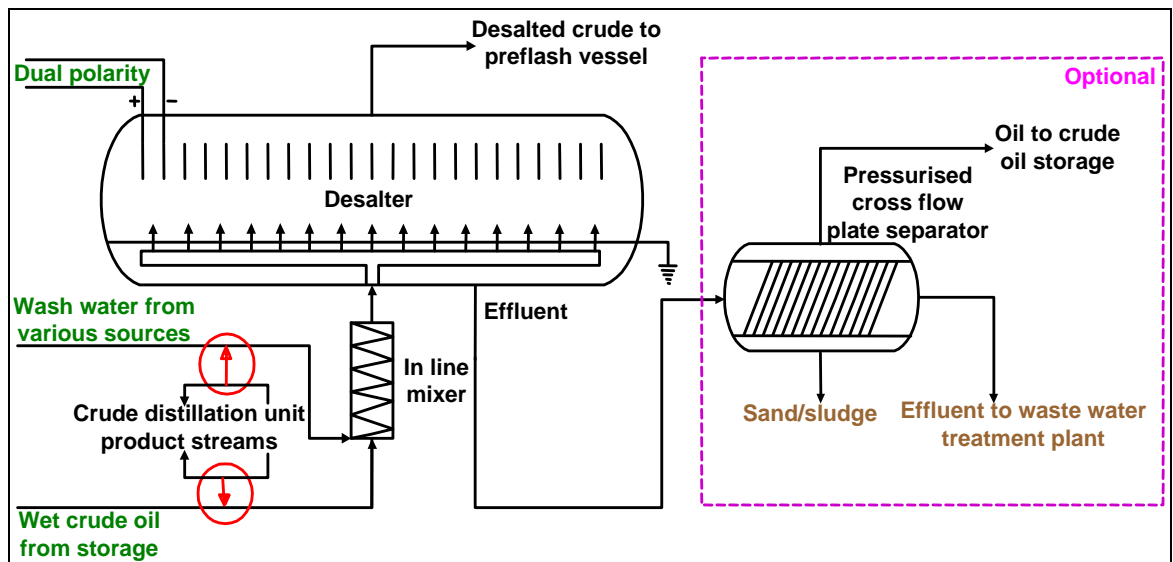 Desalted crude to
preflash vessel
Dual polarity
+ −
Optional
Oil to crude
oil storage
Pressurised
cross flow
plate separator
Desalter
Wash water from
various sources
Effluent
In line
mixer
Crude distillation unit
product streams
Sand/sludge
Effluent to waste water
treatment plant
Wet crude oil
from storage